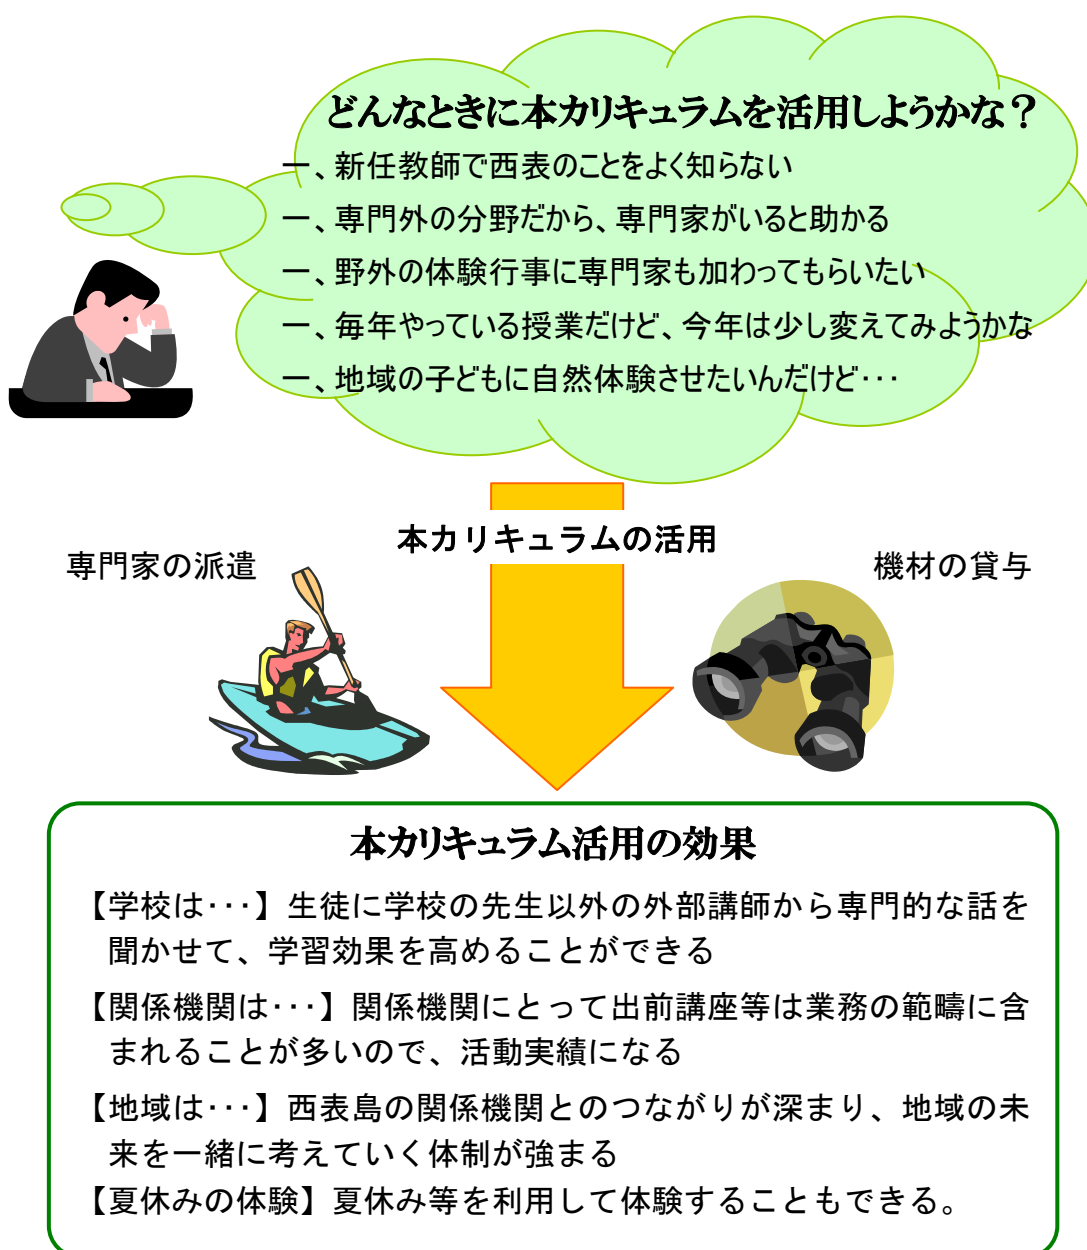 どんなときに本カリキュラムを活用しようかな？
一、新任教師で西表のことをよく知らない
一、専門外の分野だから、専門家がいると助かる
一、野外の体験行事に専門家も加わってもらいたい
一、毎年やっている授業だけど、今年は少し変えてみようかな
一、地域の子どもに自然体験させたいんだけど･･･
本カリキュラムの活用
専門家の派遣
機材の貸与
本カリキュラム活用の効果
【学校は･･･】生徒に学校の先生以外の外部講師から専門的な話を
聞かせて、学習効果を高めることができる
【関係機関は･･･】関係機関にとって出前講座等は業務の範疇に含
まれることが多いので、活動実績になる
【地域は･･･】西表島の関係機関とのつながりが深まり、地域の未
来を一緒に考えていく体制が強まる
【夏休みの体験】夏休み等を利用して体験することもできる。